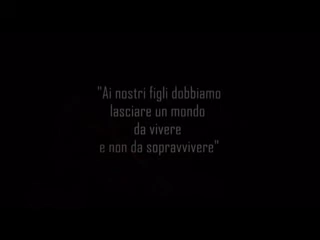 "Ai nostri figli dobbiamo
lasciare un mondo
da vivere
e non da sopravvivere"